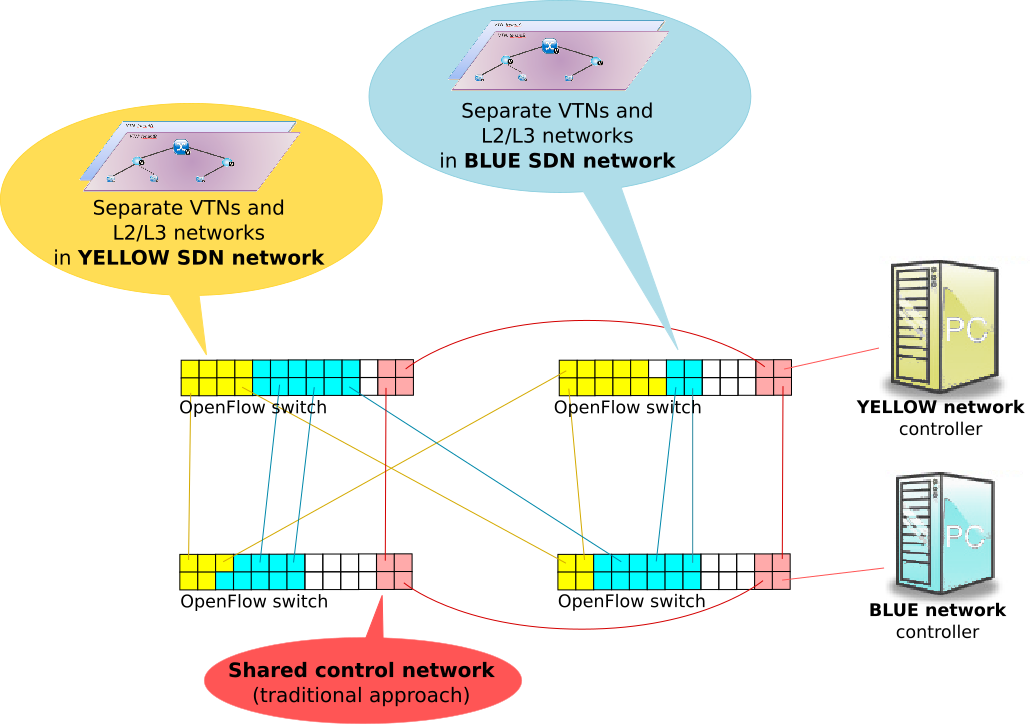 Separate VTNs and
L2/L3 networks
in BLUE SDN network
Separate VTNs and
L2/L3 networks
in YELLOW SDN network
PC
YELLOW network
controller
OpenFlow switch
OpenFlow switch
PC
BLUE network
controller
OpenFlow switch
OpenFlow switch
Shared control network
(traditional approach)